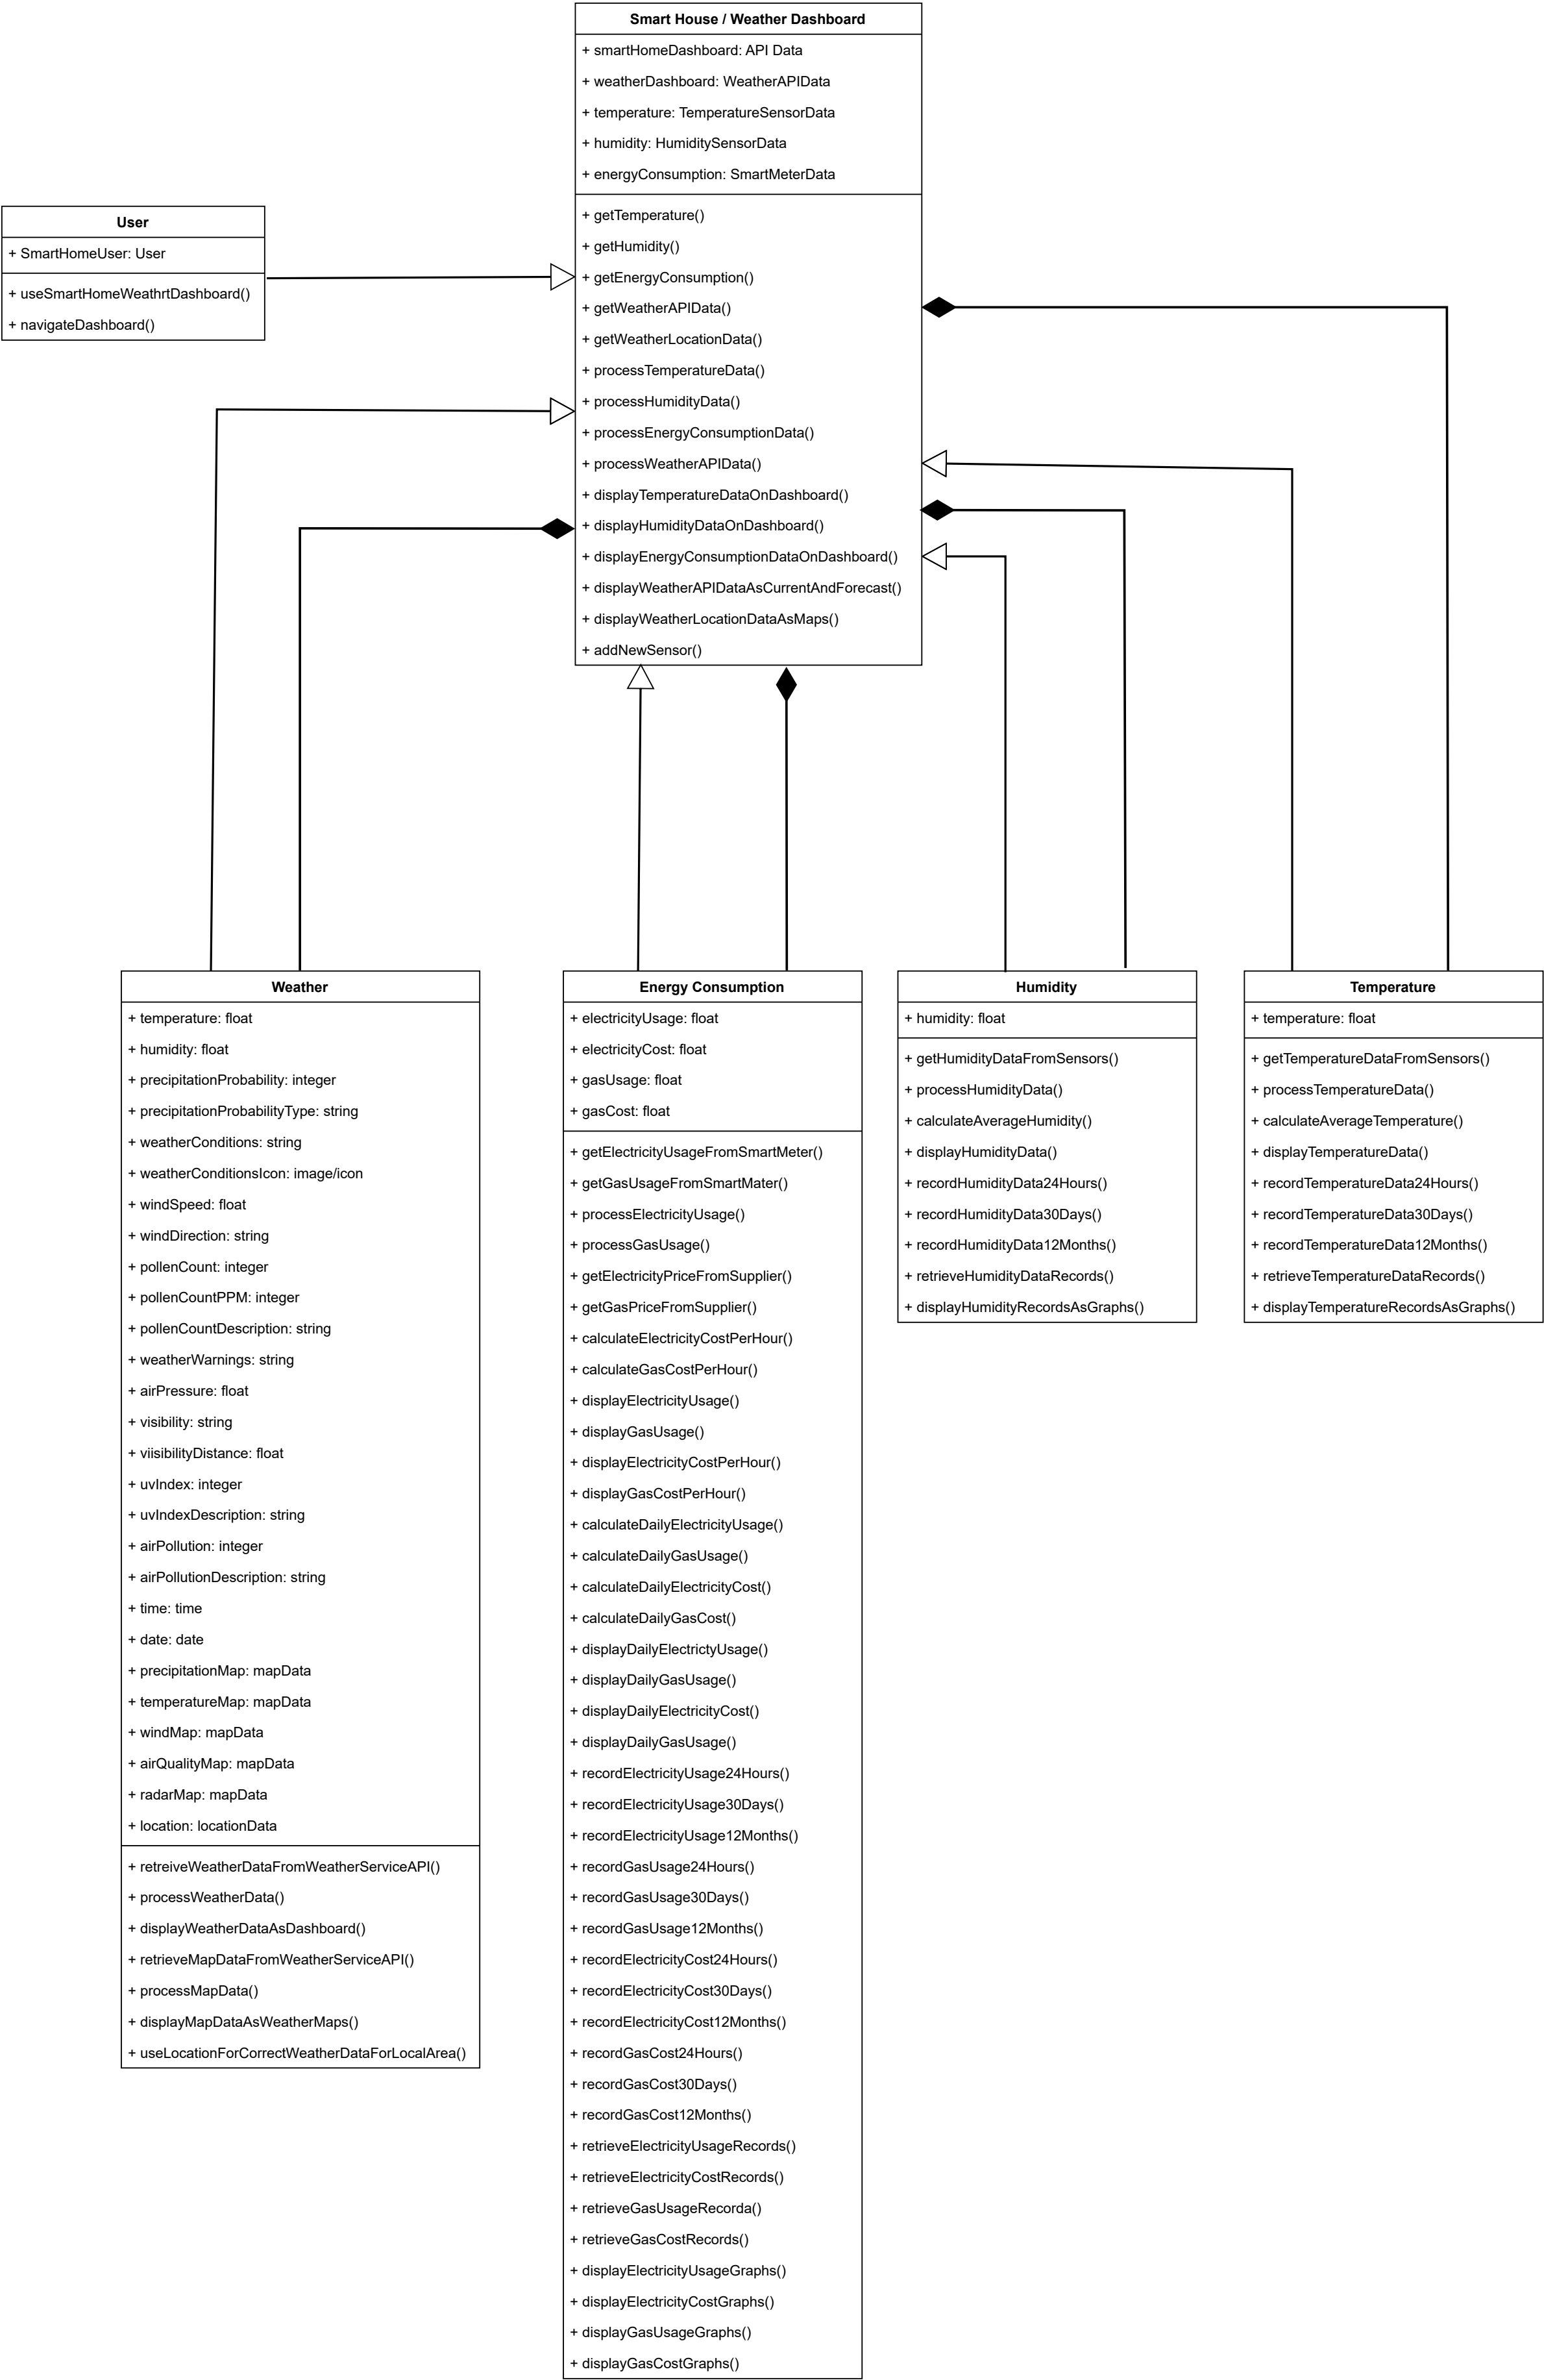 Smart House / Weather Dashboard
+ smartHomeDashboard: API Data
+ weatherDashboard: WeatherAPIData
+ temperature: TemperatureSensorData
+ humidity: HumiditySensorData
+ energyConsumption: SmartMeterData
+ getTemperature()
+ getHumidity()
+ getEnergyConsumption()
+ getWeatherAPIData()
+ getWeatherLocationData()
+ processTemperatureData()
+ processHumidityData()
+ processEnergyConsumptionData()
+ processWeatherAPIData()
+ displayTemperatureDataOnDashboard()
+ displayHumidityDataOnDashboard()
+ displayEnergyConsumptionDataOnDashboard()
+ displayWeatherAPIDataAsCurrentAndForecast()
+ displayWeatherLocationDataAsMaps()
+ addNewSensor()
User
+ SmartHomeUser: User
+ useSmartHomeWeathrtDashboard()
+ navigateDashboard()
Weather
+ temperature: float
+ humidity: float
+ precipitationProbability: integer
+ precipitationProbabilityType: string
+ weatherConditions: string
+ weatherConditionsIcon: image/icon
+ windSpeed: float
+ windDirection: string
+ pollenCount: integer
+ pollenCountPPM: integer
+ pollenCountDescription: string
+ weatherWarnings: string
+ airPressure: float
+ visibility: string
+ viisibilityDistance: float
+ uvIndex: integer
+ uvIndexDescription: string
+ airPollution: integer
+ airPollutionDescription: string
+ time: time
+ date: date
+ precipitationMap: mapData
+ temperatureMap: mapData
+ windMap: mapData
+ airQualityMap: mapData
+ radarMap: mapData
+ location: locationData
+ retreiveWeatherDataFromWeatherServiceAPI()
+ processWeatherData()
+ displayWeatherDataAsDashboard()
+ retrieveMapDataFromWeatherServiceAPI()
+ processMapData()
+ displayMapDataAsWeatherMaps()
+ useLocationForCorrectWeatherDataForLocalArea()
Energy Consumption
+ electricityUsage: float
+ electricityCost: float
+ gasUsage: float
+ gasCost: float
+ getElectricityUsageFromSmartMeter()
+ getGasUsageFromSmartMater()
+ processElectricityUsage()
+ processGasUsage()
+ getElectricityPriceFromSupplier()
+ getGasPriceFromSupplier()
+ calculateElectricityCostPerHour()
+ calculateGasCostPerHour()
+ displayElectricityUsage()
+ displayGasUsage()
+ displayElectricityCostPerHour()
+ displayGasCostPerHour()
+ calculateDailyElectricityUsage()
+ calculateDailyGasUsage()
+ calculateDailyElectricityCost()
+ calculateDailyGasCost()
+ displayDailyElectrictyUsage()
+ displayDailyGasUsage()
+ displayDailyElectricityCost()
+ displayDailyGasUsage()
+ recordElectricityUsage24Hours()
+ recordElectricityUsage30Days()
+ recordElectricityUsage12Months()
+ recordGasUsage24Hours()
+ recordGasUsage30Days()
+ recordGasUsage12Months()
+ recordElectricityCost24Hours()
+ recordElectricityCost30Days()
+ recordElectricityCost12Months()
+ recordGasCost24Hours()
+ recordGasCost30Days()
+ recordGasCost12Months()
+ retrieveElectricityUsageRecords()
+ retrieveElectricityCostRecords()
+ retrieveGasUsageRecorda()
+ retrieveGasCostRecords()
+ displayElectricityUsageGraphs()
+ displayElectricityCostGraphs()
+ displayGasUsageGraphs()
+ displayGasCostGraphs()
Humidity
+ humidity: float
+ getHumidityDataFromSensors()
+ processHumidityData()
+ calculateAverageHumidity()
+ displayHumidityData()
+ recordHumidityData24Hours()
+ recordHumidityData30Days()
+ recordHumidityData12Months()
+ retrieveHumidityDataRecords()
+ displayHumidityRecordsAsGraphs()
Temperature
+ temperature: float
+ getTemperatureDataFromSensors()
+ processTemperatureData()
+ calculateAverageTemperature()
+ displayTemperatureData()
+ recordTemperatureData24Hours()
+ recordTemperatureData30Days()
+ recordTemperatureData12Months()
+ retrieveTemperatureDataRecords()
+ displayTemperatureRecordsAsGraphs()